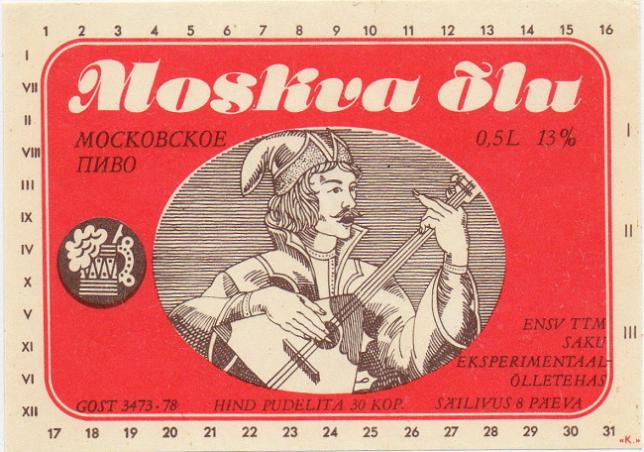 1 2 3 4 5 6 7 8 9 10 11 12 13 14 15 16
I
VII
II
VIII
III
IX
IV
X
V
XI
VI
XII
Moskva õlu
МОСКОВСКОЕ
ПИВО
0,5L 13%
ENSV TTM
SAKU
EKSPERIMENTAAL-
ÕLLETEHAS
GOST 3473-78 HIND PUDELITA 30 KOP. SÄILIVUS 8 PÄEVA
I
II
III
17 18 19 20 21 22 23 24 25 26 27 28 29 30 31
«K.»